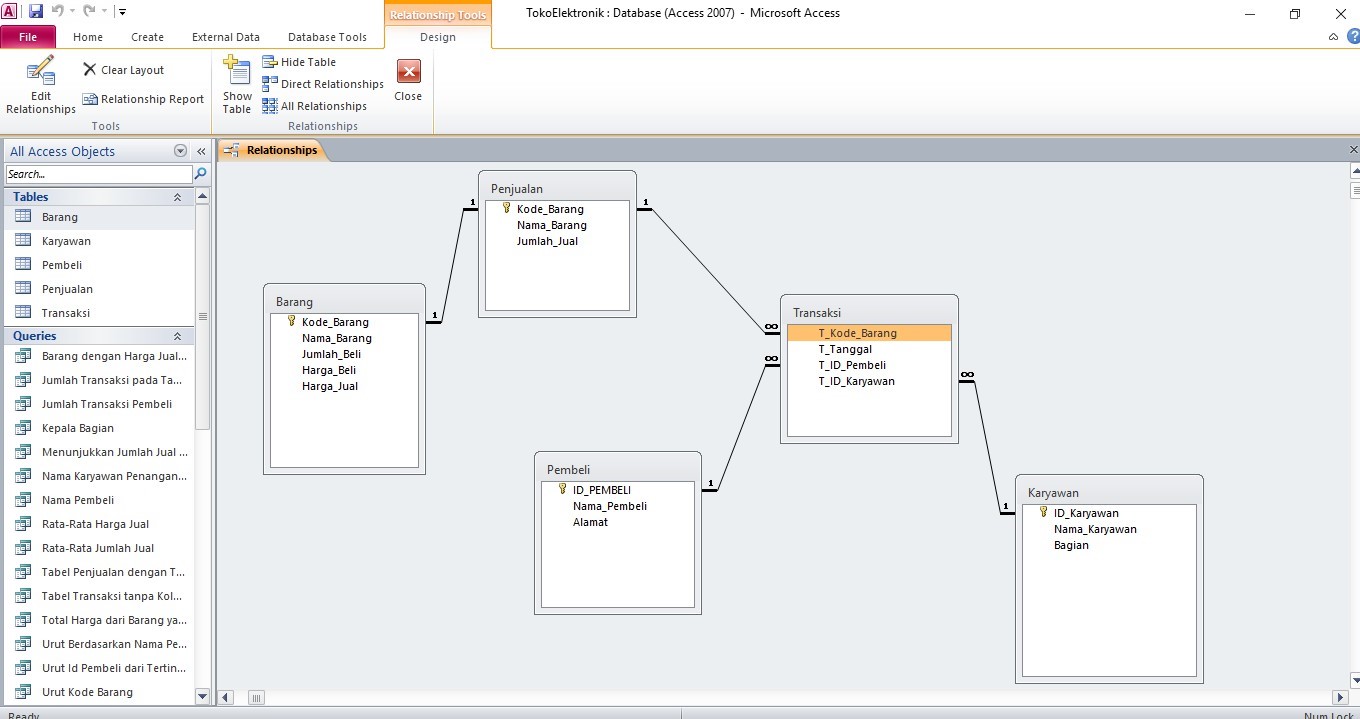 Relationship Tools
TokoElektronik : Database (Access 2007) - Microsoft Access
File Home Create External Data Database Tools Design
Edit Relationships
Clear Layout
Relationship Report
Tools
Show Table
Hide Table
Direct Relationships
All Relationships
Relationships
Close
All Access Objects
Search...
Tables
Barang
Karyawan
Pembeli
Penjualan
Transaksi
Queries
Barang dengan Harga Jual...
Jumlah Transaksi pada Ta...
Jumlah Transaksi Pembeli
Kepala Bagian
Menunjukkan Jumlah Jual ...
Nama Karyawan Penangan...
Nama Pembeli
Rata-Rata Harga Jual
Rata-Rata Jumlah Jual
Tabel Penjualan dengan T...
Tabel Transaksi tanpa Kol...
Total Harga dari Barang ya...
Urut Berdasarkan Nama Pe...
Urut Id Pembeli dari Tertin...
Urut Kode Barang
Relationships
Penjualan
Kode_Barang
Nama_Barang
Jumlah_Jual
1
1
Barang
Kode_Barang
Nama_Barang
Jumlah_Beli
Harga_Beli
Harga_Jual
1
Transaksi
T_Kode_Barang
T_Tanggal
T_ID_Pembeli
T_ID_Karyawan
∞
∞
∞
Pembeli
ID_PEMBELI
Nama_Pembeli
Alamat
1
Karyawan
ID_Karyawan
Nama_Karyawan
Bagian
1
Ready
Num Lock